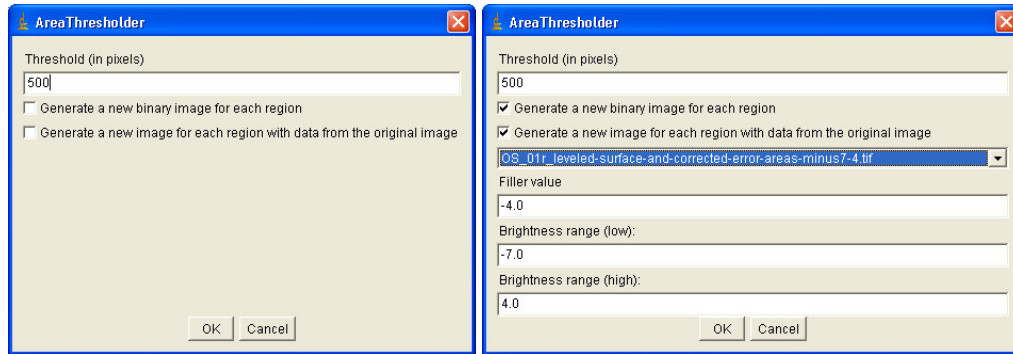 AreaThresholder
Threshold (in pixels)
500
Generate a new binary image for each region
Generate a new image for each region with data from the original image
OK Cancel
AreaThresholder
Threshold (in pixels)
500
Generate a new binary image for each region
Generate a new image for each region with data from the original image
OS_01r_leveled-surface-and-corrected-error-areas-minus7-4.tif
Filler value
-4.0
Brightness range (low):
-7.0
Brightness range (high):
4.0
OK Cancel